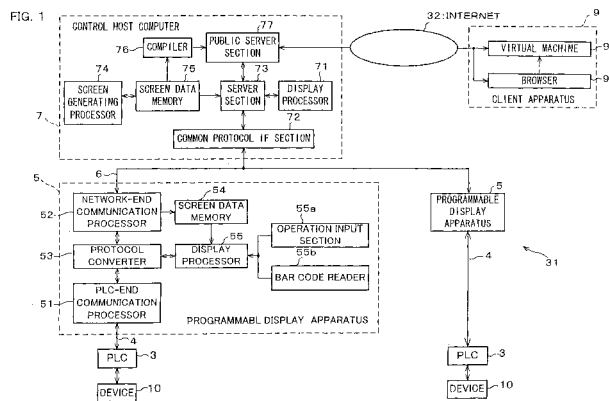 FIG. 1
CONTROL HOST COMPUTER
77
32:INTERNET
9
76
COMPILER
PUBLIC SERVER
SECTION
VIRTUAL MACHINE
9
74
75
73
71
BROWSER
9
SCREEN
GENERATING
PROCESSOR
SCREEN DATA
MEMORY
SERVER
SECTION
DISPLAY
PROCESSOR
CLIENT APPARATUS
7
72
COMMON PROTOCOL IF SECTION
6
5
54
5
NETWORK-END
COMMUNICATION
PROCESSOR
SCREEN DATA
MEMORY
55a
PROGRAMMABLE
DISPLAY
APPARATUS
52
55
OPERATION INPUT
SECTION
53
PROTOCOL
CONVERTER
DISPLAY
PROCESSOR
55b
4
31
BAR CODE READER
51
PLC-END
COMMUNICATION
PROCESSOR
PROGRAMMABL DISPLAY APPARATUS
4
PLC
3
PLC
3
DEVICE
10
DEVICE
10